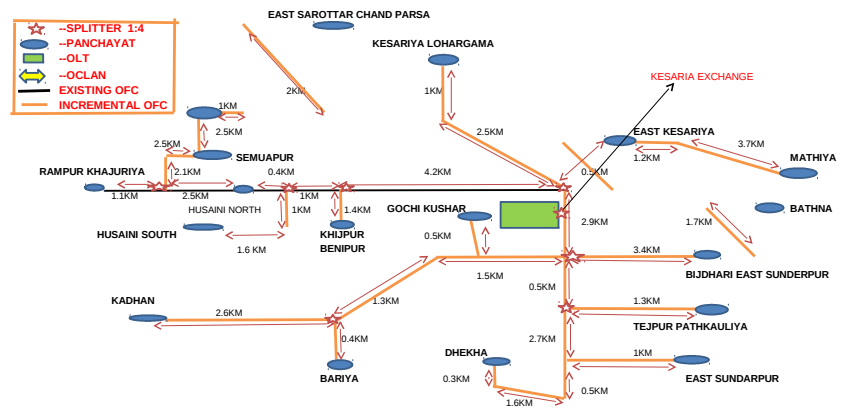 EAST SAROTTAR CHAND PARSA
--SPLITTER 1:4
--PANCHAYAT
--OLT
--OCLAN
EXISTING OFC
INCREMENTAL OFC
KESARIYA LOHARGAMA
KESARIA EXCHANGE
2KM
1KM
1KM
2.5KM
2.5KM
2.5KM
SEMUAPUR
EAST KESARIYA
1.2KM
3.7KM
MATHIYA
RAMPUR KHAJURIYA
2.1KM
0.4KM
4.2KM
0.5KM
1.1KM
2.5KM
1KM
HUSAINI NORTH
1KM
1.4KM
GOCHI KUSHAR
2.9KM
1.7KM
BATHNA
HUSAINI SOUTH
1.6 KM
KHIJPUR
BENIPUR
0.5KM
3.4KM
1.5KM
BIJDHARI EAST SUNDERPUR
KADHAN
2.6KM
1.3KM
0.5KM
1.3KM
TEJPUR PATHKAULIYA
0.4KM
2.7KM
BARIYA
DHEKHA
0.3KM
1KM
EAST SUNDARPUR
1.6KM
0.5KM